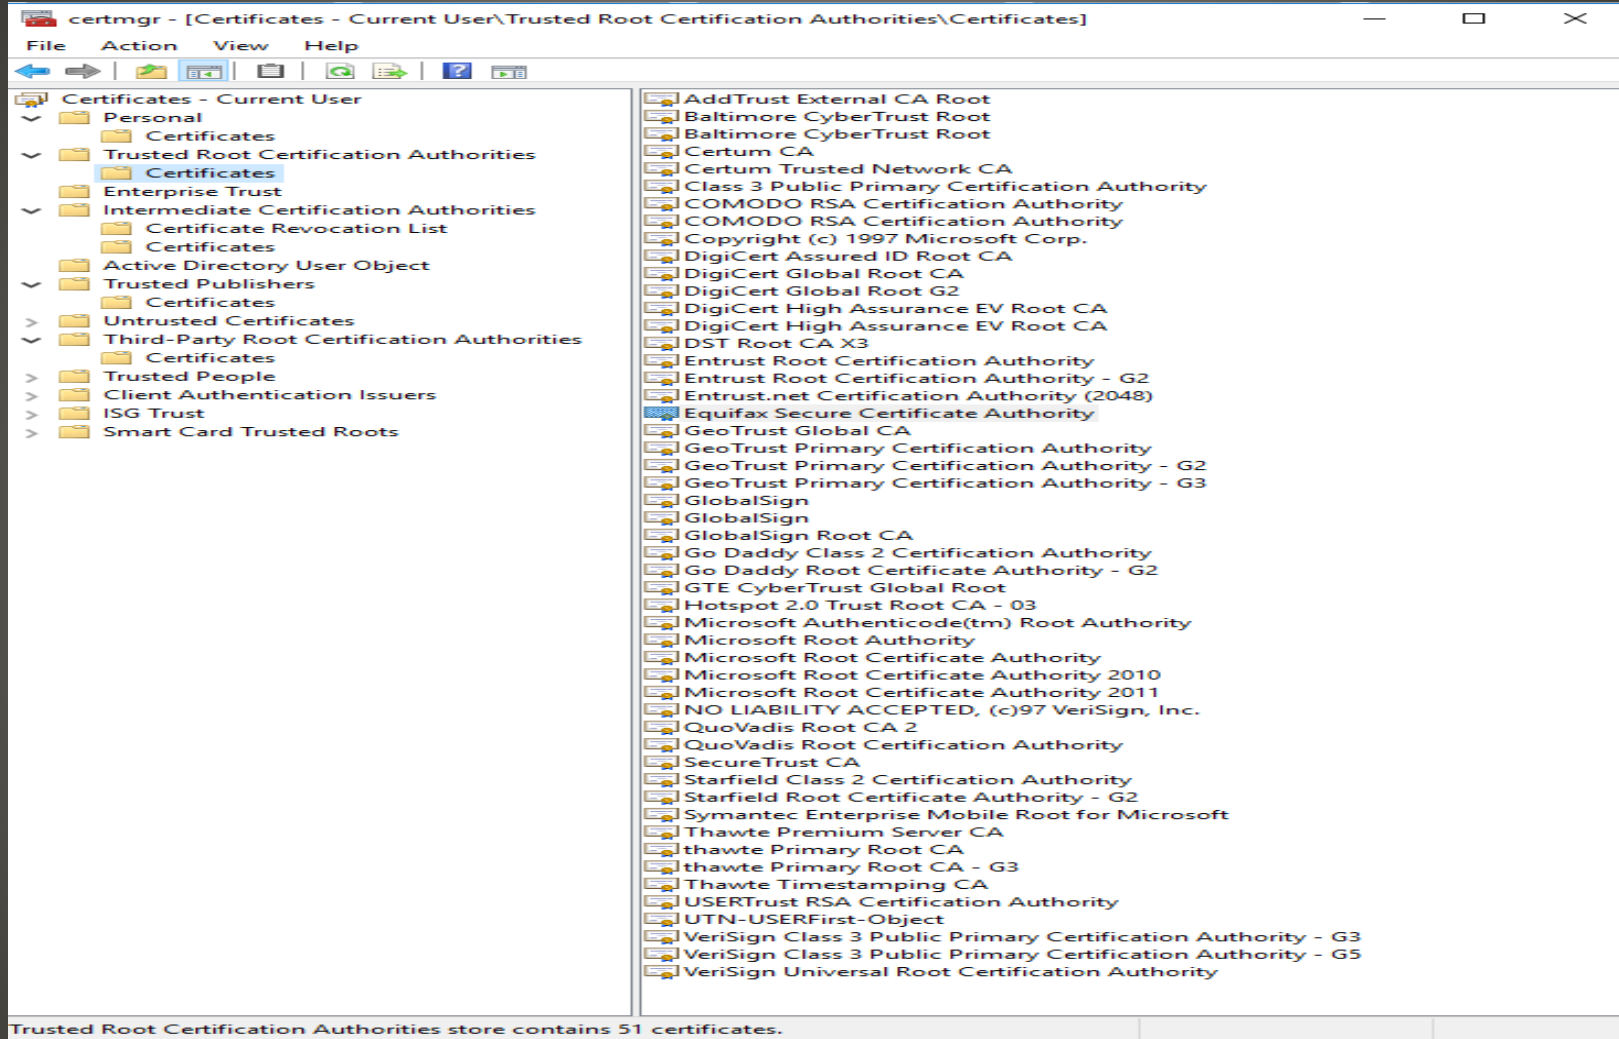 certmgr - [Certificates - Current User\Trusted Root Certification Authorities\Certificates]
File Action View Help
Certificates - Current User
Personal
Certificates
Trusted Root Certification Authorities
Certificates
Enterprise Trust
Intermediate Certification Authorities
Certificate Revocation List
Certificates
Active Directory User Object
Trusted Publishers
Certificates
Untrusted Certificates
Third-Party Root Certification Authorities
Certificates
Trusted People
Client Authentication Issuers
ISG Trust
Smart Card Trusted Roots
AddTrust External CA Root
Baltimore CyberTrust Root
Baltimore CyberTrust Root
Certum CA
Certum Trusted Network CA
Class 3 Public Primary Certification Authority
COMODO RSA Certification Authority
COMODO RSA Certification Authority
Copyright (c) 1997 Microsoft Corp.
DigiCert Assured ID Root CA
DigiCert Global Root CA
DigiCert Global Root G2
DigiCert High Assurance EV Root CA
DigiCert High Assurance EV Root CA
DST Root CA X3
Entrust Root Certification Authority
Entrust Root Certification Authority - G2
Entrust.net Certification Authority (2048)
Equifax Secure Certificate Authority
GeoTrust Global CA
GeoTrust Primary Certification Authority
GeoTrust Primary Certification Authority - G2
GeoTrust Primary Certification Authority - G3
GlobalSign
GlobalSign
GlobalSign Root CA
Go Daddy Class 2 Certification Authority
Go Daddy Root Certificate Authority - G2
GTE CyberTrust Global Root
Hotspot 2.0 Trust Root CA - 03
Microsoft Authenticode(tm) Root Authority
Microsoft Root Authority
Microsoft Root Certificate Authority
Microsoft Root Certificate Authority 2010
Microsoft Root Certificate Authority 2011
NO LIABILITY ACCEPTED, (c)97 VeriSign, Inc.
QuoVadis Root CA 2
QuoVadis Root Certification Authority
SecureTrust CA
Starfield Class 2 Certification Authority
Starfield Root Certificate Authority - G2
Symantec Enterprise Mobile Root for Microsoft
Thawte Premium Server CA
thawte Primary Root CA
thawte Primary Root CA - G3
Thawte Timestamping CA
USERTrust RSA Certification Authority
UTN-USERFirst-Object
VeriSign Class 3 Public Primary Certification Authority - G3
VeriSign Class 3 Public Primary Certification Authority - G5
VeriSign Universal Root Certification Authority
Trusted Root Certification Authorities store contains 51 certificates.